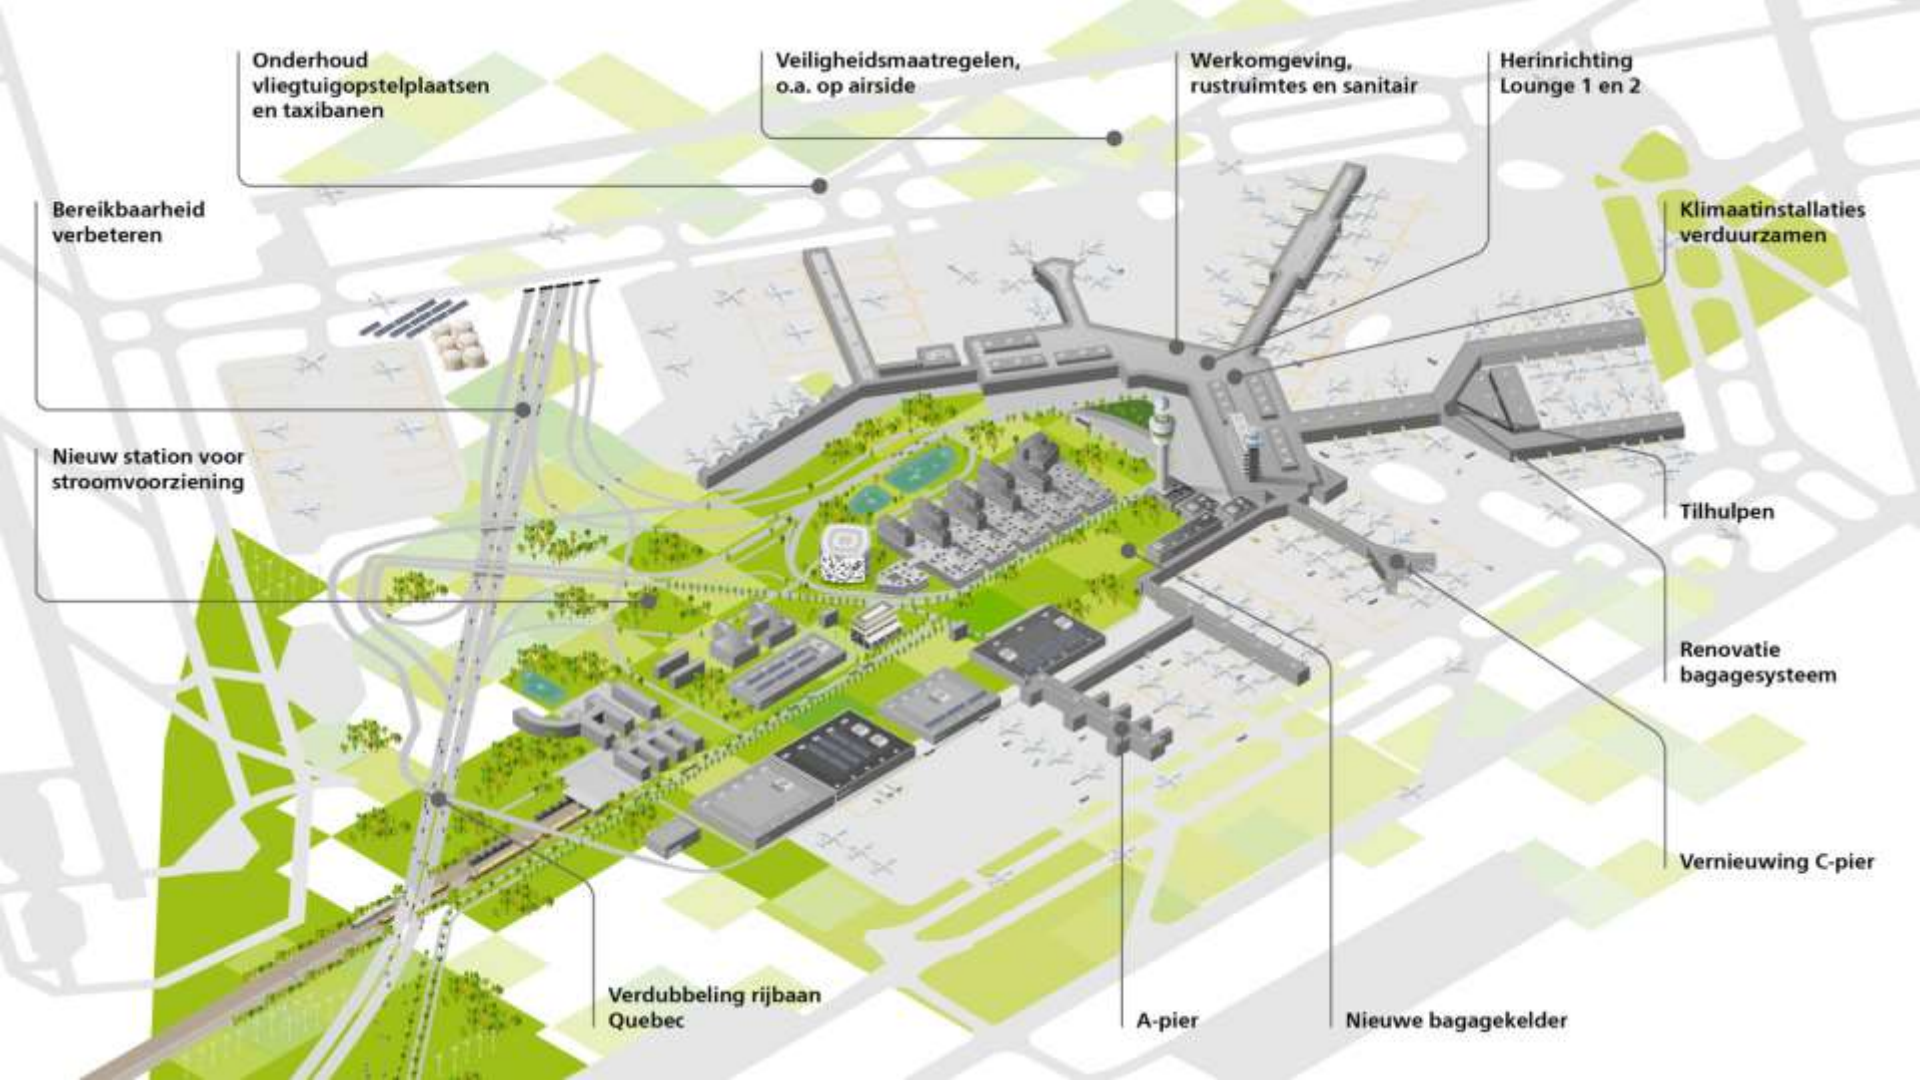 Onderhoud
vliegtuigopstelplaatsen
en taxibanen
Veiligheidsmaatregelen,
o.a. op airside
Werkomgeving,
rustruimtes en sanitair
Herinrichting
Lounge 1 en 2
Bereikbaarheid
verbeteren
Klimaatinstallaties
verduurzamen
Nieuw station voor
stroomvoorziening
Tilhulpen
Renovatie
bagagesysteem
Vernieuwing C-pier
Verdubbeling rijbaan
Quebec
A-pier
Nieuwe bagagekelder